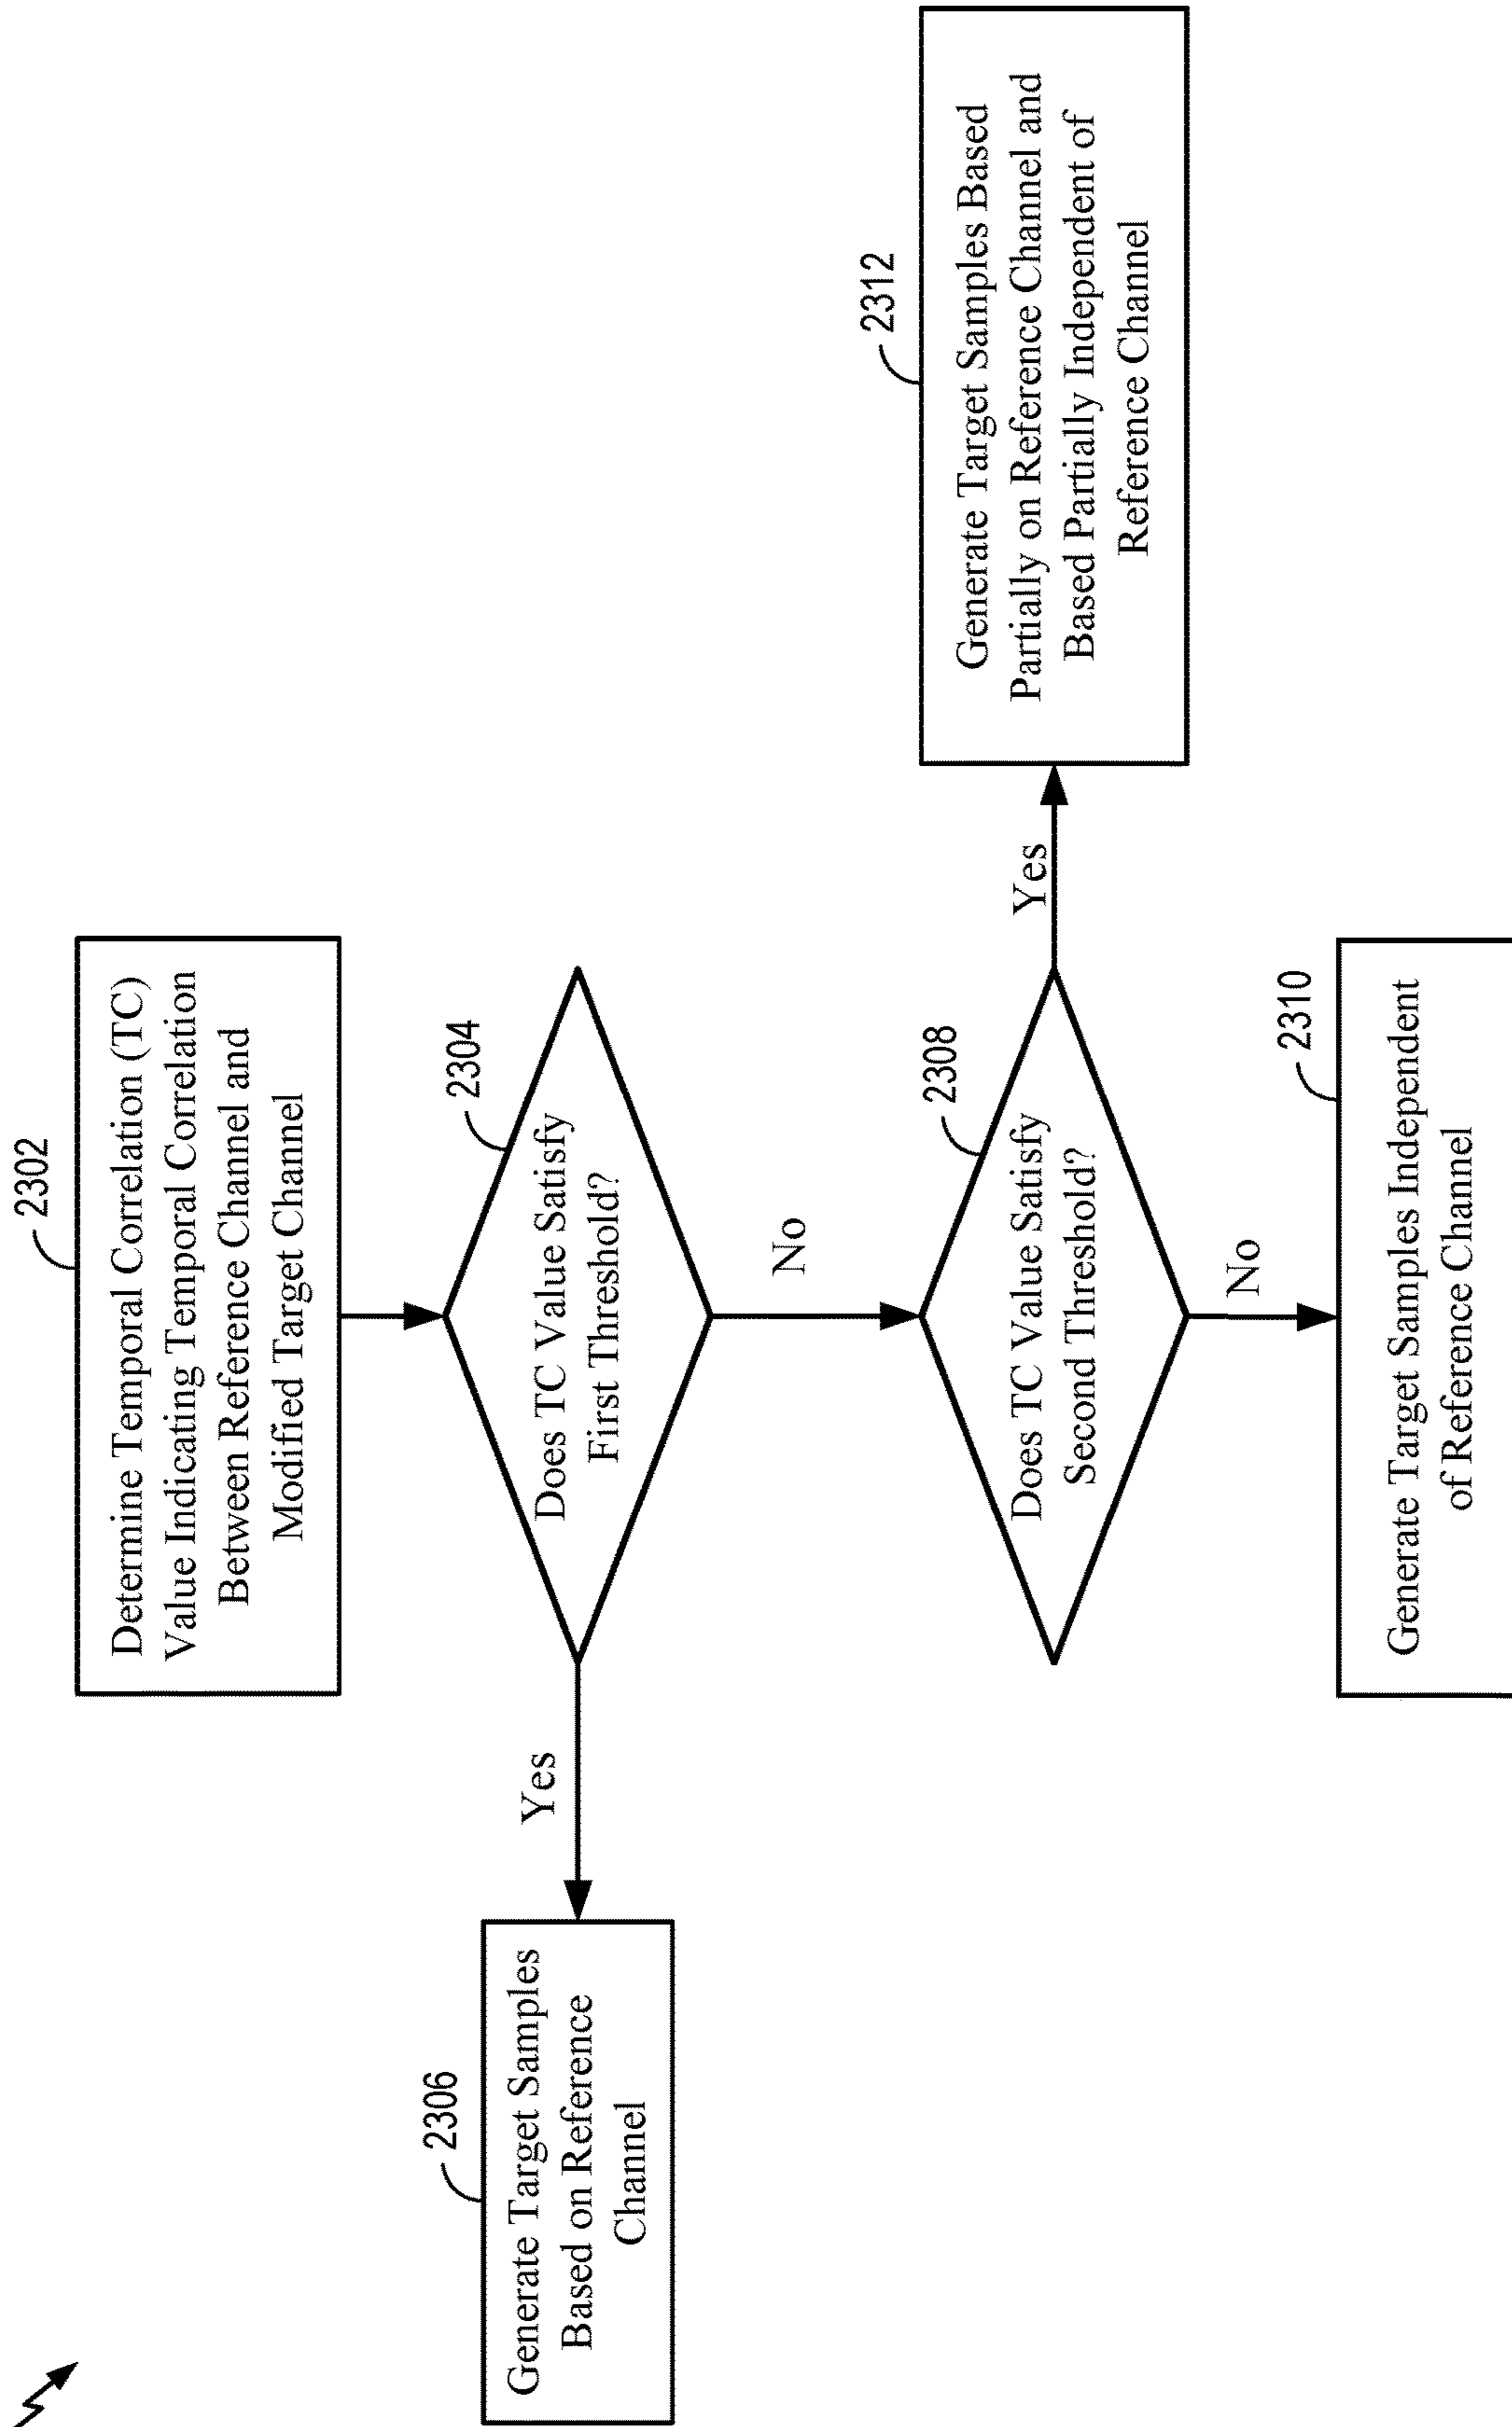 2302
Determine Temporal Correlation (TC)
Value Indicating Temporal Correlation
Between Reference Channel and
Modified Target Channel
2304
Does TC Value Satisfy
First Threshold?
Yes
2306
Generate Target Samples
Based on Reference
Channel
No
2308
Does TC Value Satisfy
Second Threshold?
Yes
2312
Generate Target Samples Based
Partially on Reference Channel and
Based Partially Independent of
Reference Channel
No
2310
Generate Target Samples Independent
of Reference Channel